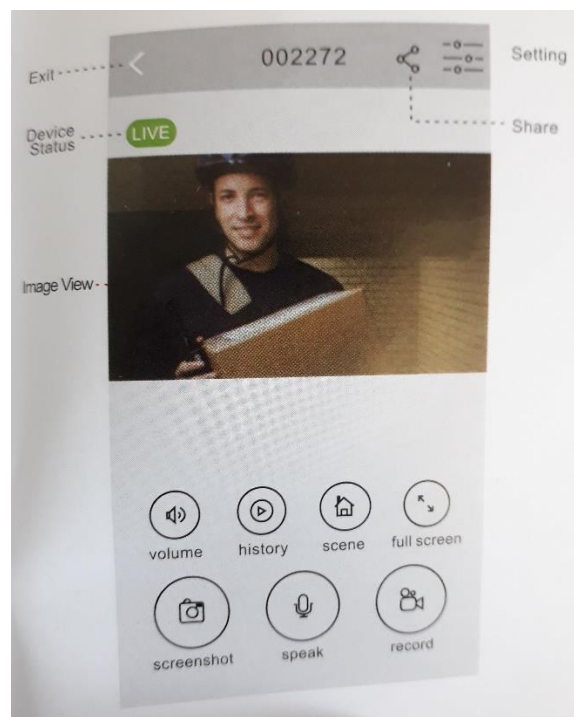 002272
Setting
Exit
Share
Device
Status
LIVE
Image View
volume
history
scene
full screen
screenshot
speak
record